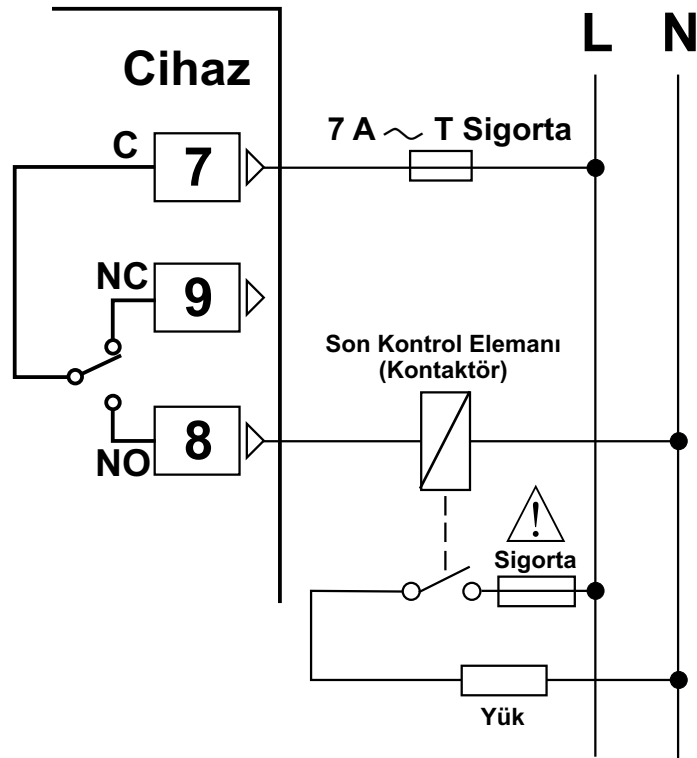 L N
Cihaz
7 A ~ T Sigorta
C
7
NC
9
Son Kontrol Elemanı
(Kontaktör)
8
NO
!
Sigorta
Yük